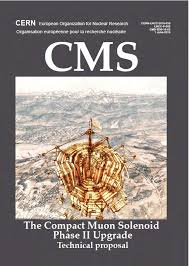 CERN European Organization for Nuclear Research
Organisation européenne pour la recherche nucléaire
CMS
The Compact Muon Solenoid
Phase II Upgrade
Technical proposal